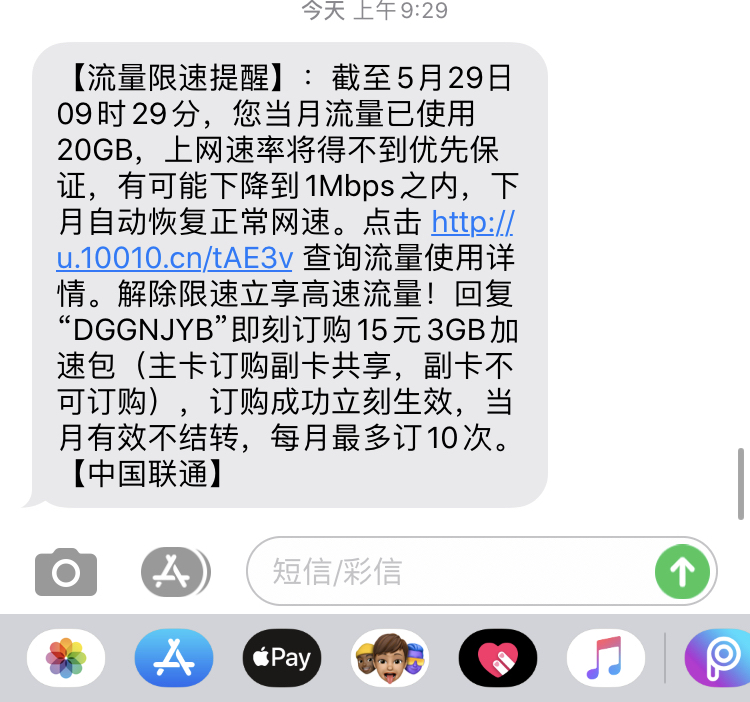 今天 上午 9:29
【流量限速提醒】：截至5月29日
09时29分，您当月流量已使用
20GB，上网速率将得不到优先保
证，有可能下降到1Mbps之内，下
月自动恢复正常网速。点击 http://
u.10010.cn/tAE3v 查询流量使用详
情。解除限速立享高速流量！回复
“DGGNJYB”即刻订购15元3GB加
速包（主卡订购副卡共享，副卡不
可订购），订购成功立刻生效，当
月有效不结转，每月最多订10次。
【中国联通】
短信/彩信
Pay